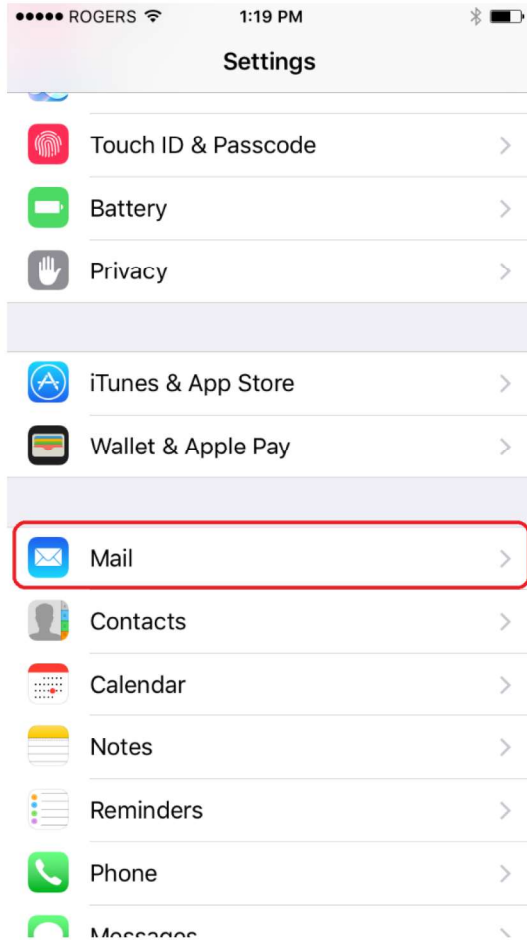 ROGERS 1:19 PM
Settings
Touch ID & Passcode
Battery
Privacy
iTunes & App Store
Wallet & Apple Pay
Mail
Contacts
Calendar
Notes
Reminders
Phone
Messages